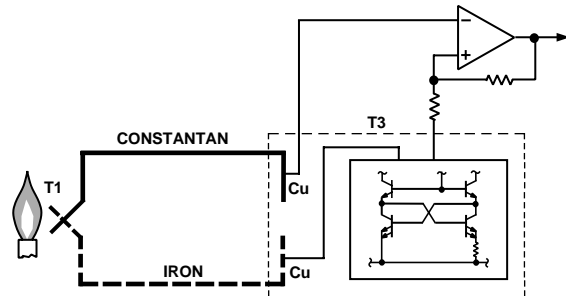 −
+
T3
CONSTANTAN
T1
Cu
IRON
Cu